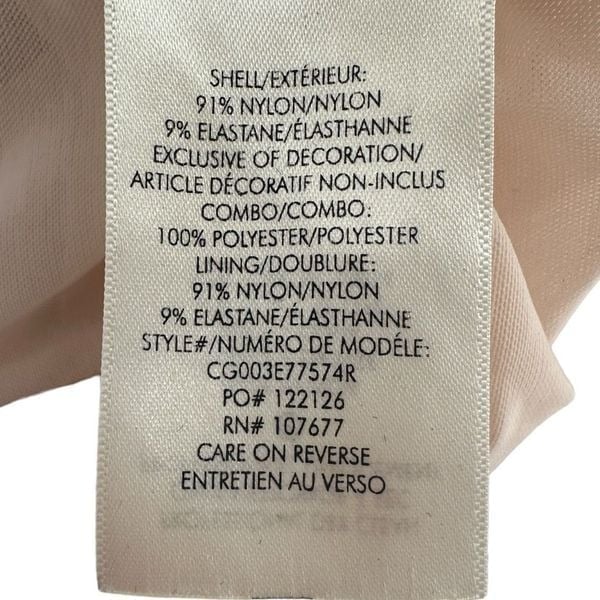 SHELL/EXTÉRIEUR:
91% NYLON/NYLON
9% ELASTANE/ÉLASTHANNE
EXCLUSIVE OF DECORATION/
ARTICLE DÉCORATIF NON-INCLUS
COMBO/COMBO:
100% POLYESTER/POLYESTER
LINING/DOUBLURE:
91% NYLON/NYLON
9% ELASTANE/ÉLASTHANNE
STYLE#/NUMÉRO DE MODÉLE:
CG003E77574R
PO# 122126
RN# 107677
CARE ON REVERSE
ENTRETIEN AU VERSO